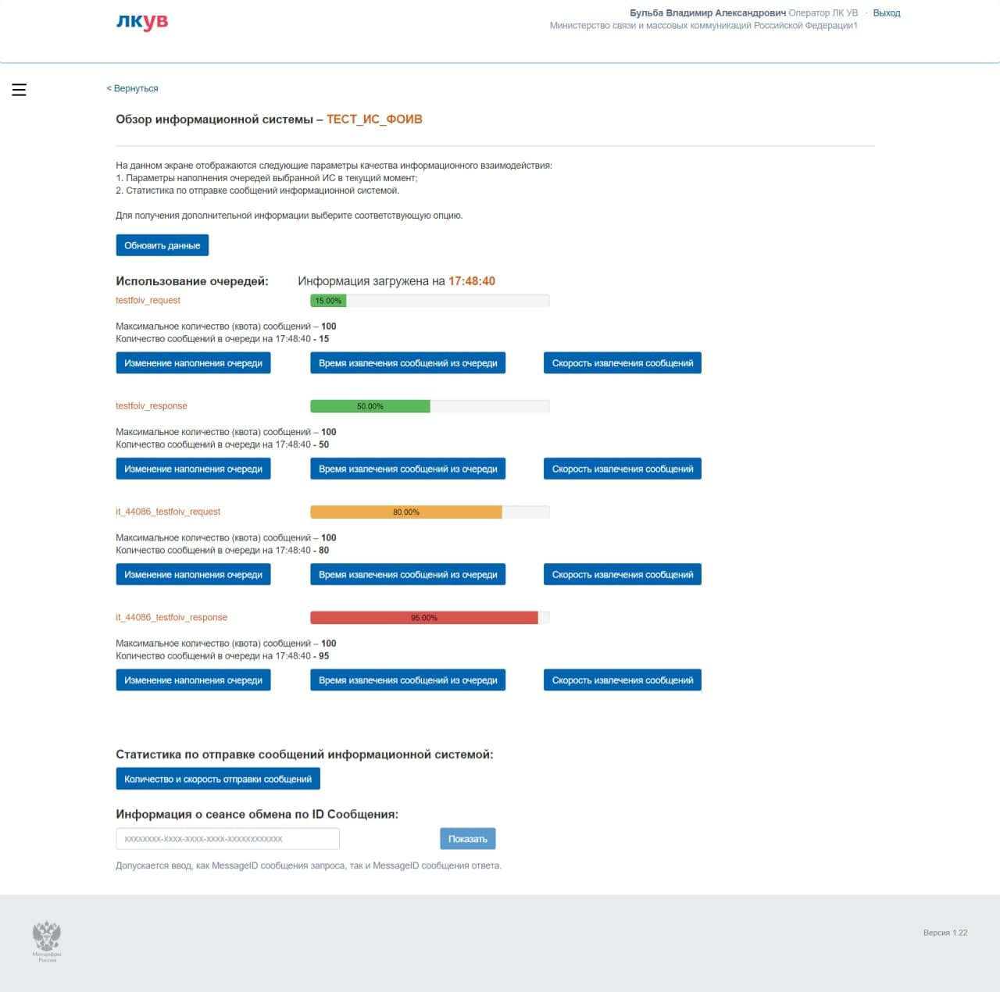 лкув
Бульба Владимир Александрович Оператор ЛК УВ · Выход
Министерство связи и массовых коммуникаций Российской Федерации1
< Вернуться
Обзор информационной системы – ТЕСТ_ИС_ФОИВ
На данном экране отображаются следующие параметры качества информационного взаимодействия:
1. Параметры наполнения очередей выбранной ИС в текущий момент;
2. Статистика по отправке сообщений информационной системой.
Для получения дополнительной информации выберите соответствующую опцию.
Обновить данные
Использование очередей: Информация загружена на 17:48:40
testfoiv_request 15.00%
Максимальное количество (квота) сообщений – 100
Количество сообщений в очереди на 17:48:40 - 15
Изменение наполнения очереди Время извлечения сообщений из очереди Скорость извлечения сообщений
testfoiv_response 50.00%
Максимальное количество (квота) сообщений – 100
Количество сообщений в очереди на 17:48:40 - 50
Изменение наполнения очереди Время извлечения сообщений из очереди Скорость извлечения сообщений
it_44086_testfoiv_request 80.00%
Максимальное количество (квота) сообщений – 100
Количество сообщений в очереди на 17:48:40 - 80
Изменение наполнения очереди Время извлечения сообщений из очереди Скорость извлечения сообщений
it_44086_testfoiv_response 95.00%
Максимальное количество (квота) сообщений – 100
Количество сообщений в очереди на 17:48:40 - 95
Изменение наполнения очереди Время извлечения сообщений из очереди Скорость извлечения сообщений
Статистика по отправке сообщений информационной системой:
Количество и скорость отправки сообщений
Информация о сеансе обмена по ID Сообщения:
xxxxxxxx-xxxx-xxxx-xxxx-xxxxxxxxxxxx Показать
Допускается ввод, как MessageID сообщения запроса, так и MessageID сообщения ответа.
Версия 1.22
Минцифры
России